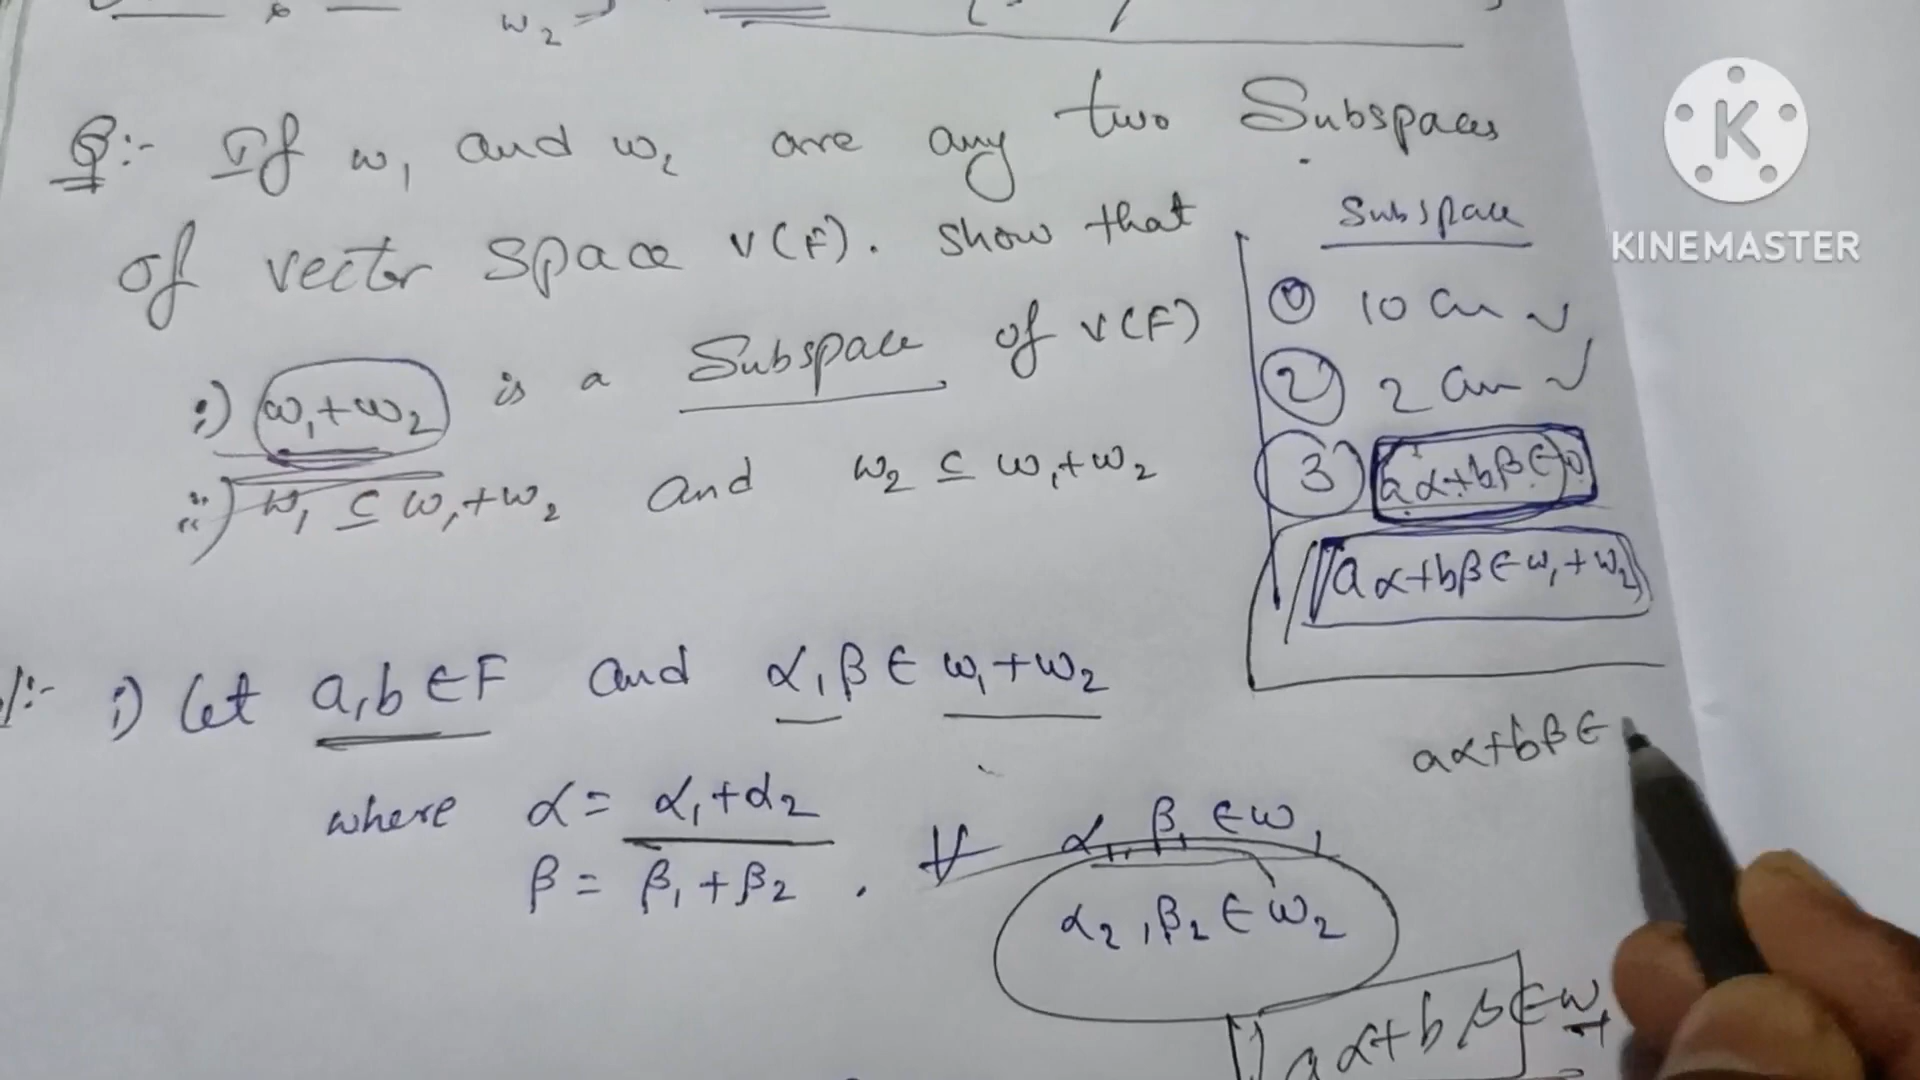 w₂ ⇒
Q:- If w₁ and w₂ are any two Subspaces
of vector space V(F). Show that
i) w₁+w₂ is a Subspace of V(F)
ii) w₁ ⊆ w₁+w₂ and w₂ ⊆ w₁+w₂
Subspace
① 10 ✓
② 2 ✓
③ aα+bβ∈
aα+bβ∈w₁+w₂
i) Let a,b∈F and α,β∈ w₁+w₂
aα+bβ∈
where α = α₁+α₂
β = β₁+β₂ . ∀ α₁,β₁∈w₁
α₂,β₂∈w₂
aα+bβ∈w₁
K
KINEMASTER